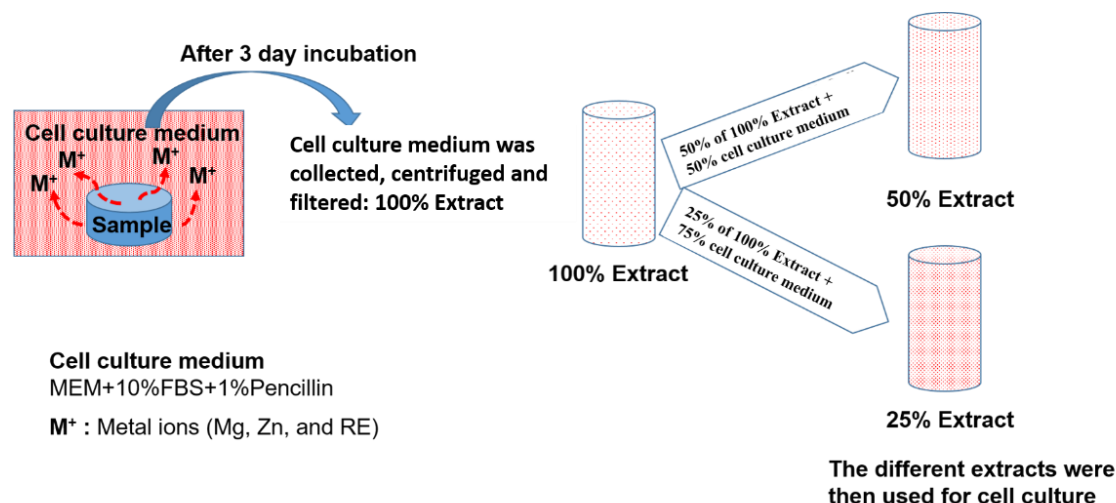 After 3 day incubation
Cell culture medium
M⁺
M⁺
M⁺
M⁺
Sample
Cell culture medium was
collected, centrifuged and
filtered: 100% Extract
100% Extract
50% of 100% Extract +
50% cell culture medium
50% Extract
25% of 100% Extract +
75% cell culture medium
25% Extract
Cell culture medium
MEM+10%FBS+1%Pencillin
M⁺ : Metal ions (Mg, Zn, and RE)
The different extracts were
then used for cell culture